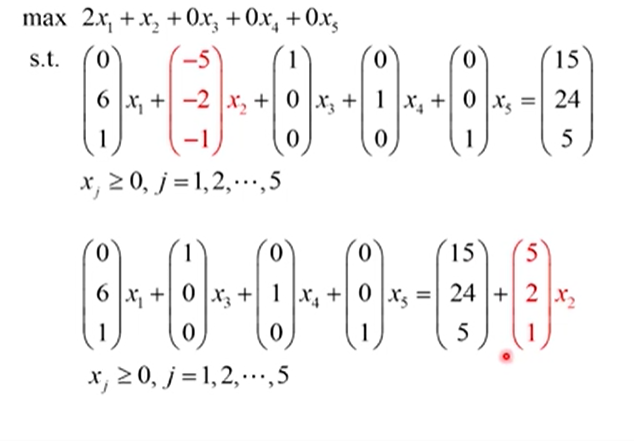 max 2x₁ + x₂ + 0x₃ + 0x₄ + 0x₅
s.t. (0 6 1) x₁ + (−5 −2 −1) x₂ + (1 0 0) x₃ + (0 1 0) x₄ + (0 0 1) x₅ = (15 24 5)
xⱼ ≥ 0, j = 1,2,⋯,5
(0 6 1) x₁ + (1 0 0) x₃ + (0 1 0) x₄ + (0 0 1) x₅ = (15 24 5) + (5 2 1) x₂
xⱼ ≥ 0, j = 1,2,⋯,5